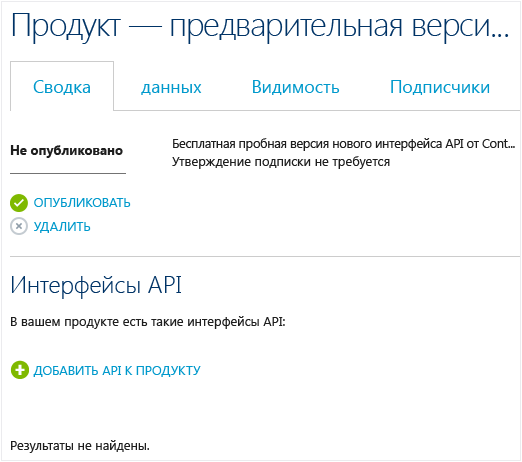 Продукт — предварительная верси...
Сводка данных Видимость Подписчики
Не опубликовано
Бесплатная пробная версия нового интерфейса API от Cont...
Утверждение подписки не требуется
ОПУБЛИКОВАТЬ
УДАЛИТЬ
Интерфейсы API
В вашем продукте есть такие интерфейсы API:
ДОБАВИТЬ API К ПРОДУКТУ
Результаты не найдены.